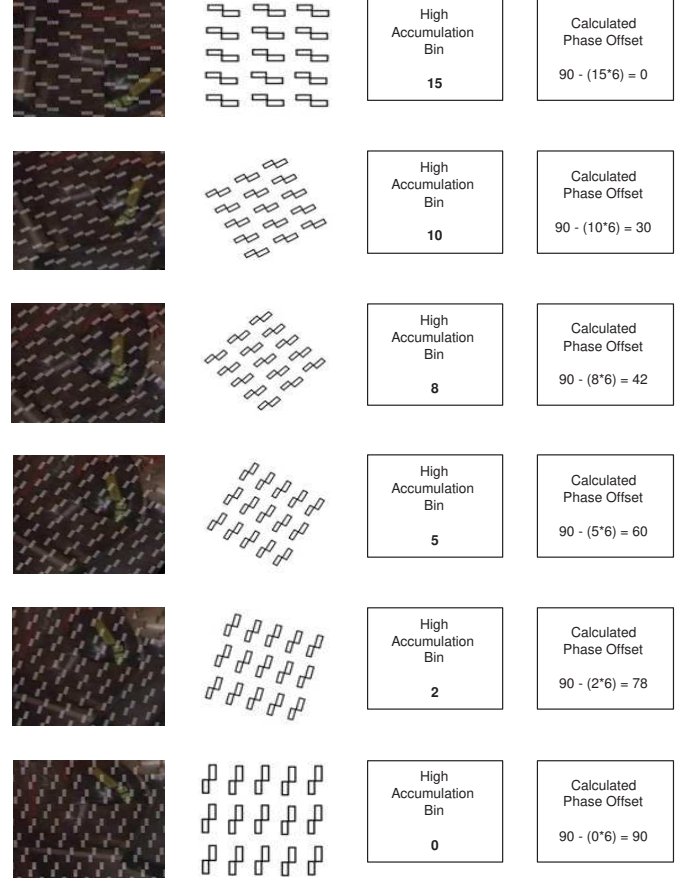 High
Accumulation
Bin
15
Calculated
Phase Offset
90 - (15*6) = 0
High
Accumulation
Bin
10
Calculated
Phase Offset
90 - (10*6) = 30
High
Accumulation
Bin
8
Calculated
Phase Offset
90 - (8*6) = 42
High
Accumulation
Bin
5
Calculated
Phase Offset
90 - (5*6) = 60
High
Accumulation
Bin
2
Calculated
Phase Offset
90 - (2*6) = 78
High
Accumulation
Bin
0
Calculated
Phase Offset
90 - (0*6) = 90